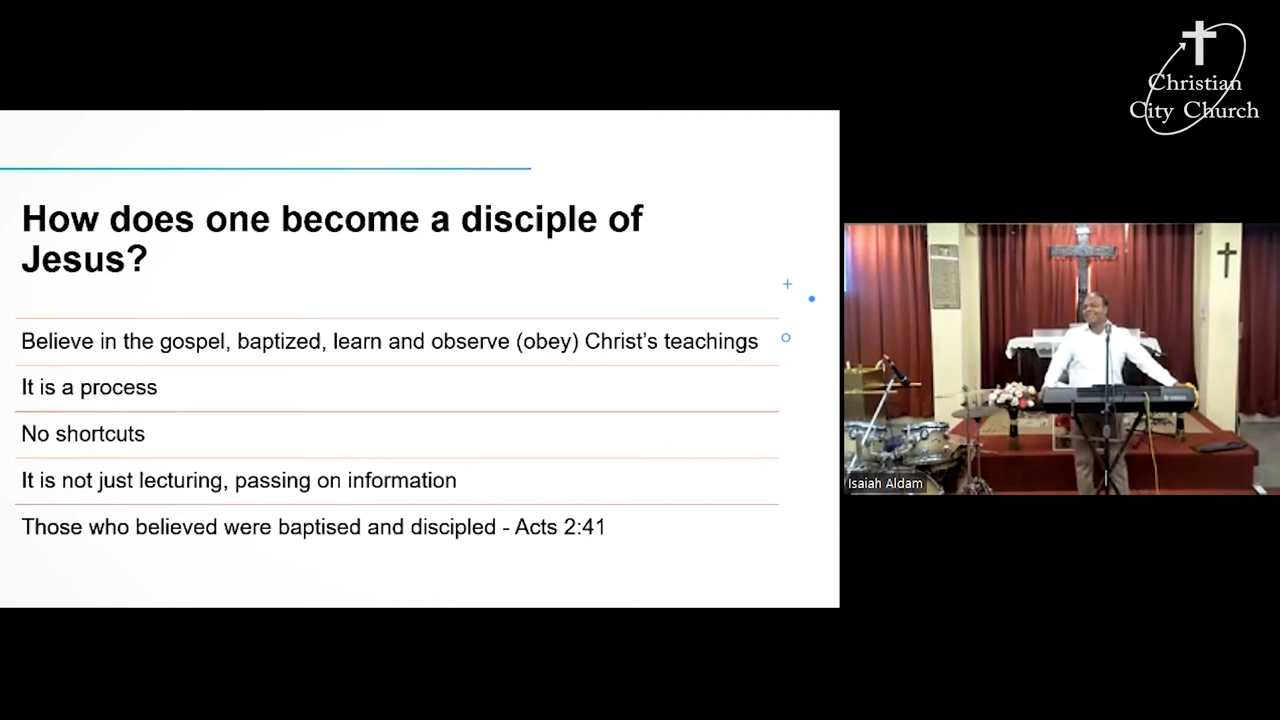 Christian
City Church
How does one become a disciple of
Jesus?
Believe in the gospel, baptized, learn and observe (obey) Christ's teachings
It is a process
No shortcuts
It is not just lecturing, passing on information
Those who believed were baptised and discipled - Acts 2:41
Isaiah Aldam